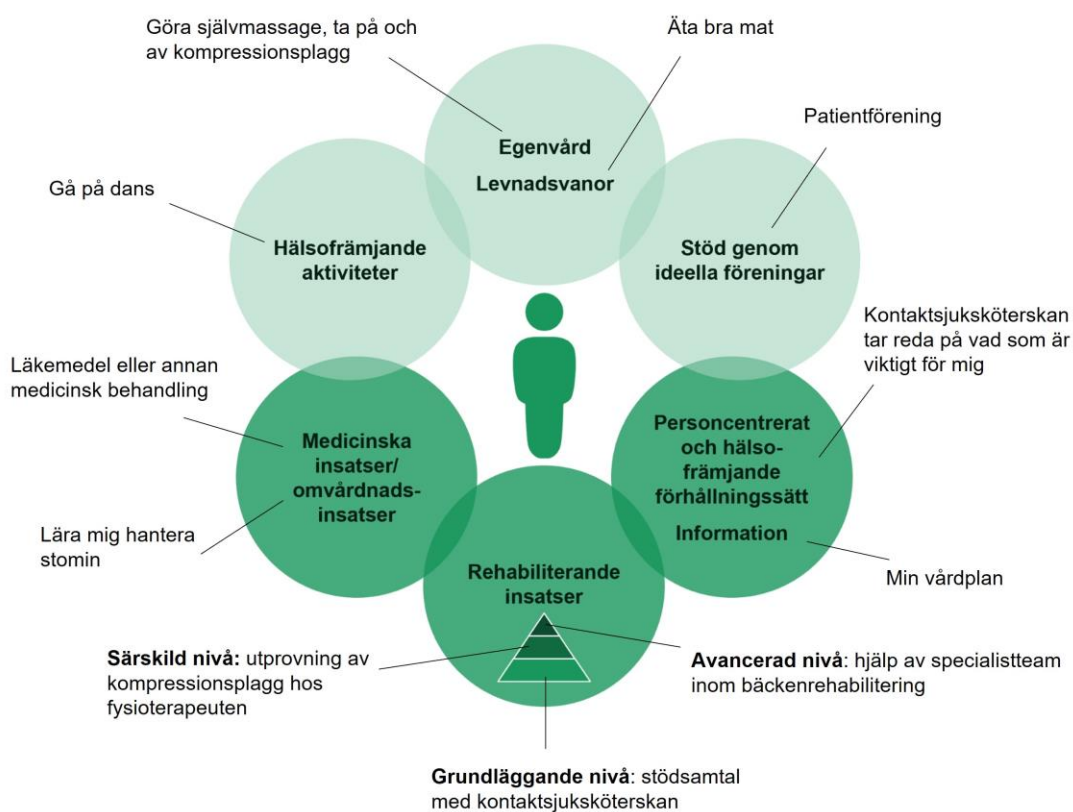 Göra självmassage, ta på och
av kompressionsplagg
Äta bra mat
Egenvård
Levnadsvanor
Patientförening
Gå på dans
Hälsofrämjande
aktiviteter
Stöd genom
ideella föreningar
Kontaktsjuksköterskan
tar reda på vad som är
viktigt för mig
Läkemedel eller annan
medicinsk behandling
Medicinska
insatser/
omvårdnads-
insatser
Personcentrerat
och hälso-
främjande
förhållningssätt
Information
Lära mig hantera
stomin
Min vårdplan
Rehabiliterande
insatser
Särskild nivå: utprovning av
kompressionsplagg hos
fysioterapeuten
Avancerad nivå: hjälp av specialistteam
inom bäckenrehabilitering
Grundläggande nivå: stödsamtal
med kontaktsjuksköterskan